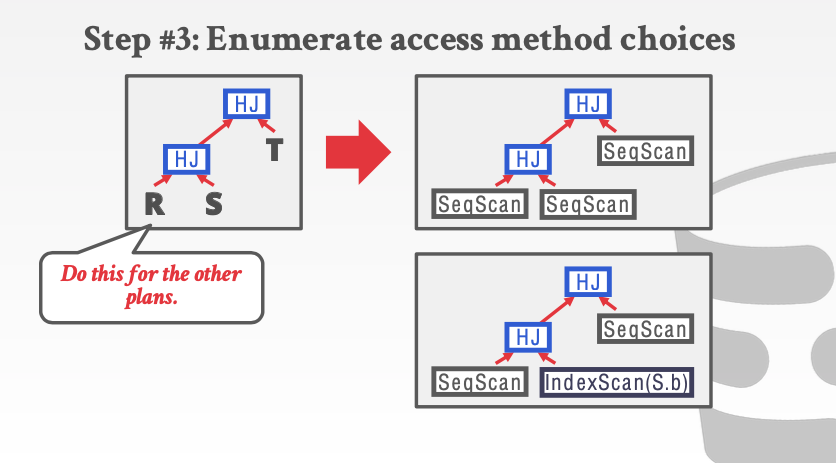 Step #3: Enumerate access method choices
HJ
HJ
T
R S
Do this for the other
plans.
HJ
HJ
SeqScan
SeqScan SeqScan
HJ
HJ
SeqScan
SeqScan IndexScan(S.b)